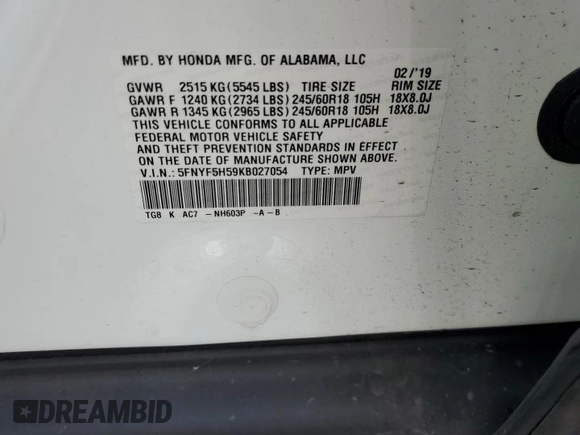 MFD. BY HONDA MFG. OF ALABAMA, LLC
02/'19
GVWR 2515 KG(5545 LBS) TIRE SIZE RIM SIZE
GAWR F 1240 KG(2734 LBS)245/60R18 105H 18X8.0J
GAWR R 1345 KG(2965 LBS)245/60R18 105H 18X8.0J
THIS VEHICLE CONFORMS TO ALL APPLICABLE
FEDERAL MOTOR VEHICLE SAFETY
AND THEFT PREVENTION STANDARDS IN EFFECT
ON THE DATE OF MANUFACTURE SHOWN ABOVE.
V.I.N.:5FNYF5H59KB027054 TYPE: MPV
TG8 K AC7 -NH603P -A-B
DREAMBID